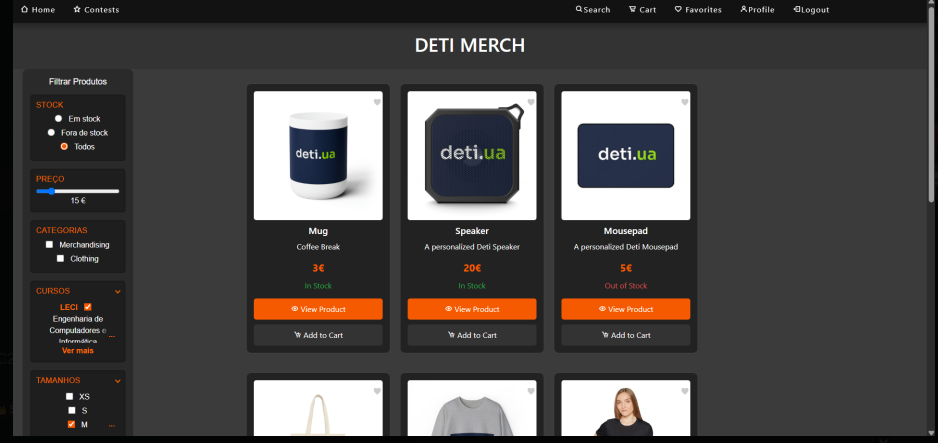 Home
Contests
Search
Cart
Favorites
Profile
Logout
DETI MERCH
Filtrar Produtos
STOCK
Em stock
Fora de stock
Todos
PREÇO
15 €
CATEGORIAS
Merchandising
Clothing
CURSOS
LECI
Engenharia de
Computadores e
Informática
...
Ver mais
TAMANHOS
XS
S
M
...
deti.ua
Mug
Coffee Break
3€
In Stock
View Product
Add to Cart
deti.ua
Speaker
A personalized Deti Speaker
20€
In Stock
View Product
Add to Cart
deti.ua
Mousepad
A personalized Deti Mousepad
5€
Out of Stock
View Product
Add to Cart